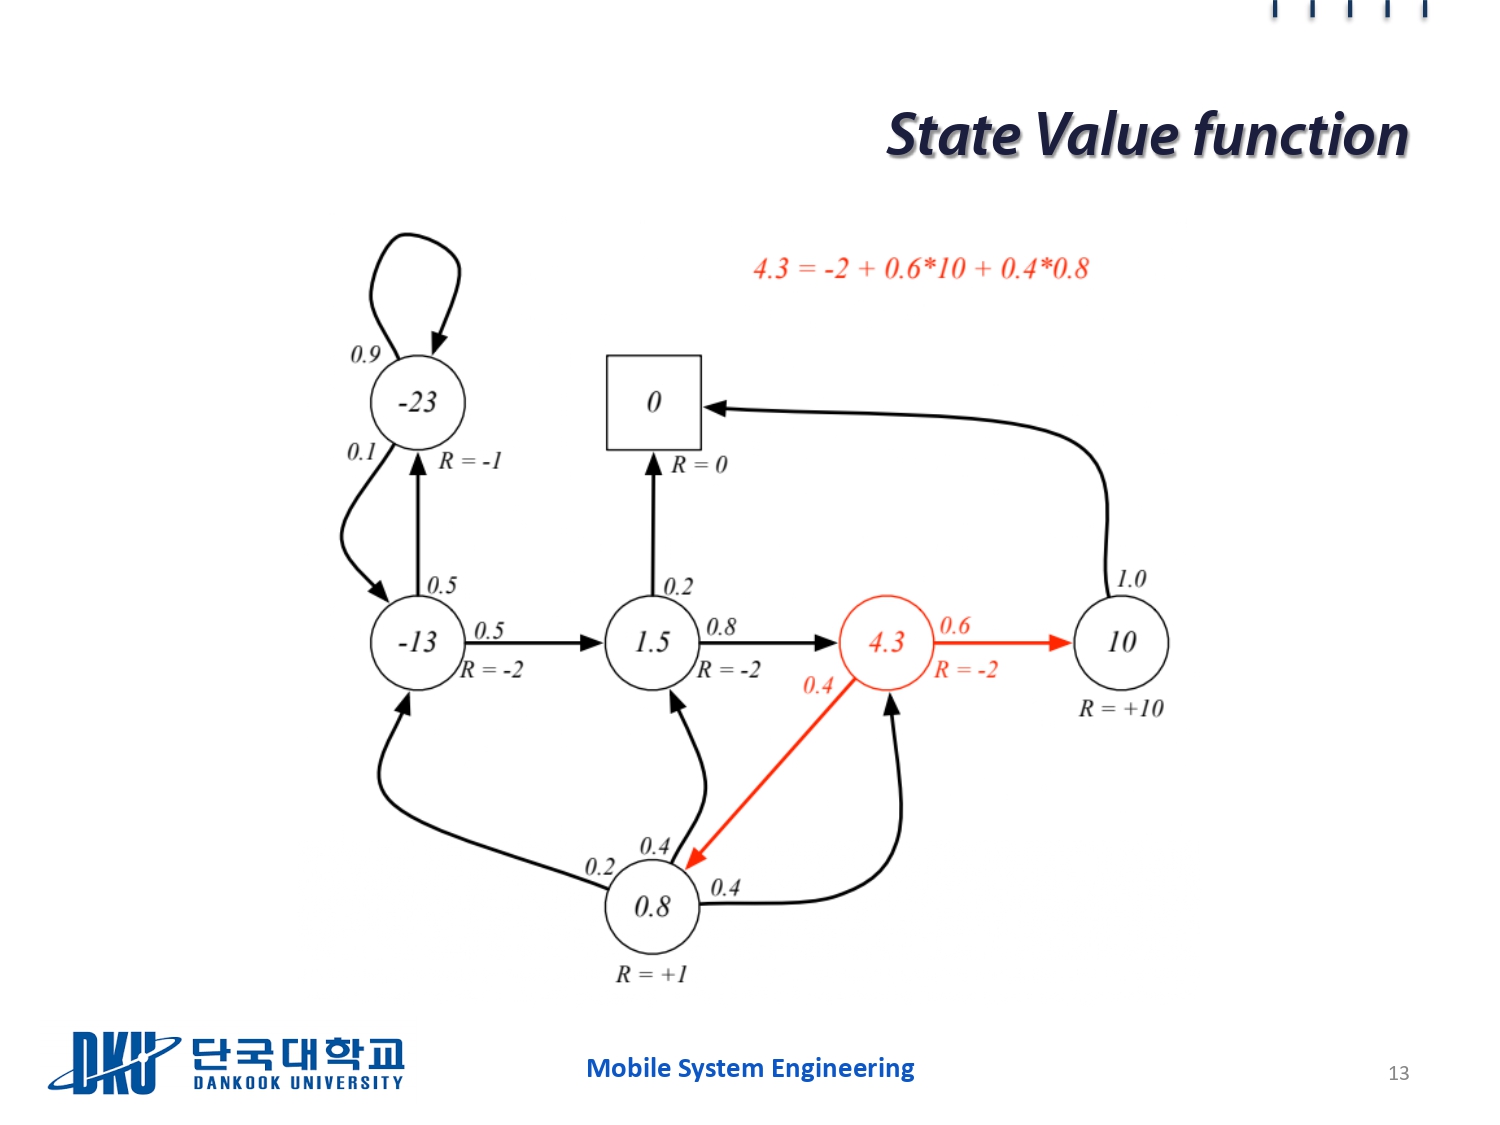 State Value function
4.3 = -2 + 0.6*10 + 0.4*0.8
0.9
-23
0
0.1
R = -1
R = 0
0.5
0.2
1.0
-13
0.5
R = -2
1.5
0.8
R = -2
4.3
0.6
R = -2
10
0.4
R = +10
0.4
0.2
0.8
0.4
R = +1
DKU 단국대학교
DANKOOK UNIVERSITY
Mobile System Engineering
13